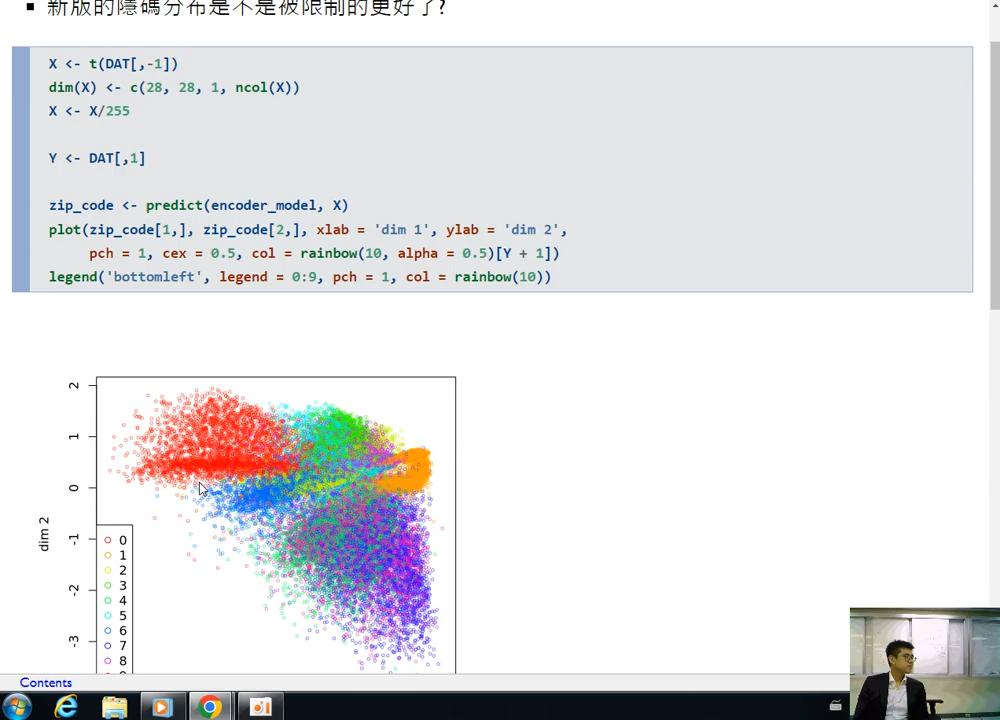 新版的隱碼分布是不是被限制的更好了?
X <- t(DAT[,-1])
dim(X) <- c(28, 28, 1, ncol(X))
X <- X/255
Y <- DAT[,1]
zip_code <- predict(encoder_model, X)
plot(zip_code[1,], zip_code[2,], xlab = 'dim 1', ylab = 'dim 2',
pch = 1, cex = 0.5, col = rainbow(10, alpha = 0.5)[Y + 1])
legend('bottomleft', legend = 0:9, pch = 1, col = rainbow(10))
2
1
0
-1
-2
-3
dim 2
0
1
2
3
4
5
6
7
8
Contents